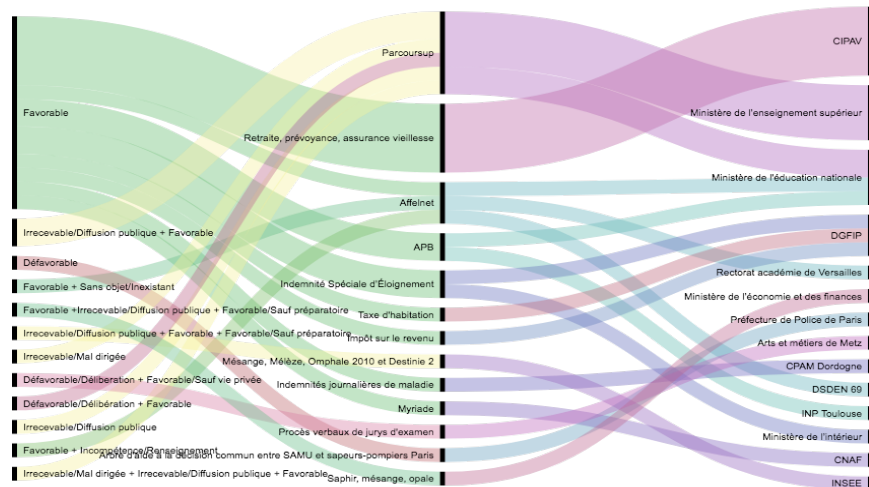 Favorable
Irrecevable/Diffusion publique + Favorable
Défavorable
Favorable + Sans objet/Inexistant
Favorable +Irrecevable/Diffusion publique + Favorable/Sauf préparatoire
Irrecevable/Diffusion publique + Favorable + Favorable/Sauf préparatoire
Irrecevable/Mal dirigée
Défavorable/Déliberation + Favorable/Sauf vie privée
Défavorable/Délibération + Favorable
Irrecevable/Diffusion publique
Favorable + Incompétence/Renseignement
Irrecevable/Mal dirigée + Irrecevable/Diffusion publique + Favorable
Parcoursup
Retraite, prévoyance, assurance vieillesse
Affelnet
APB
Indemnité Spéciale d'Éloignement
Taxe d'habitation
Impôt sur le revenu
Mésange, Mélèze, Omphale 2010 et Destinie 2
Indemnités journalières de maladie
Myriade
Procès verbaux de jurys d'examen
Arbre d'aide à la décision commun entre SAMU et sapeurs-pompiers Paris
Saphir, mésange, opale
CIPAV
Ministère de l'enseignement supérieur
Ministère de l'éducation nationale
DGFIP
Rectorat académie de Versailles
Ministère de l'économie et des finances
Préfecture de Police de Paris
Arts et métiers de Metz
CPAM Dordogne
DSDEN 69
INP Toulouse
Ministère de l'intérieur
CNAF
INSEE